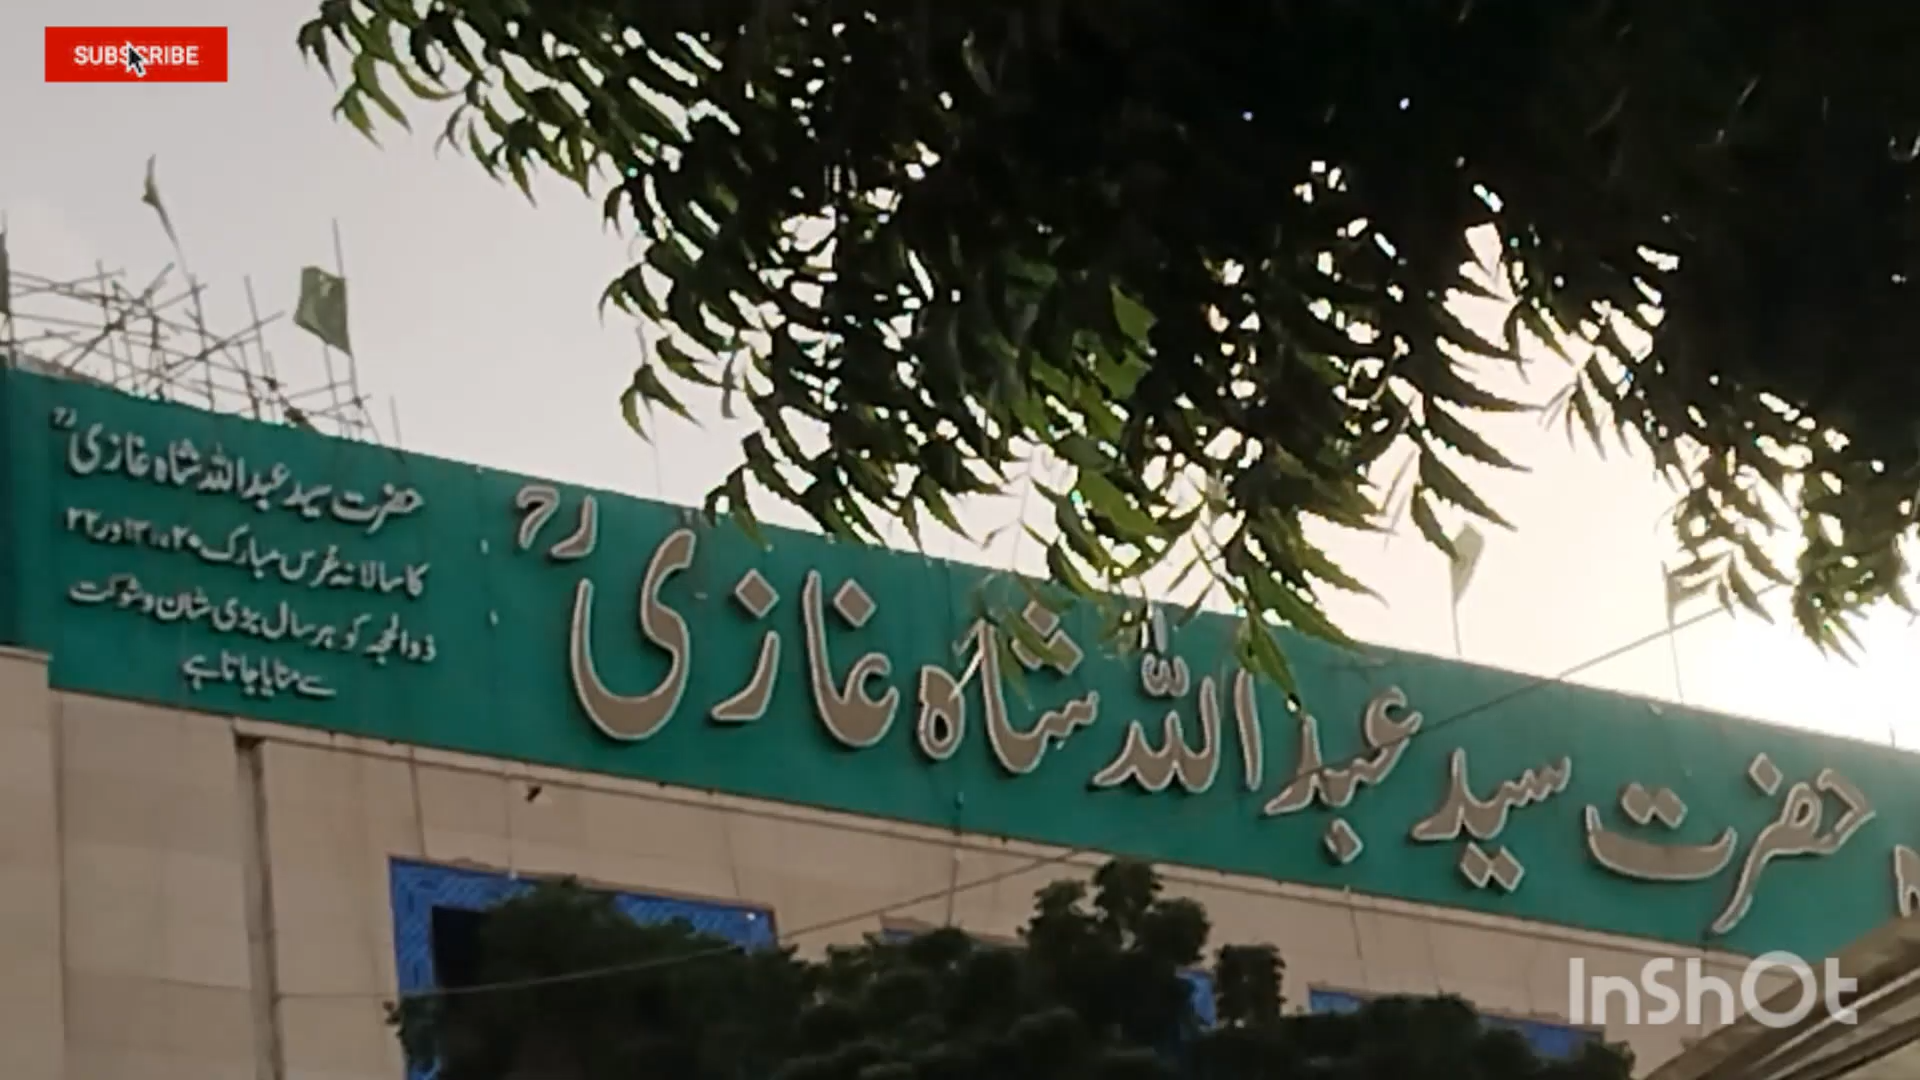 SUBSCRIBE
حضرت سید عبداللہ شاہ غازیؒ
حضرت سید عبداللہ شاہ غازیؒ
کا سالانہ عرس مبارک ۲۰،۲۱ اور ۲۲
ذوالحجہ کو ہر سال بڑی شان و شوکت
سے منایا جاتا ہے
InShOt